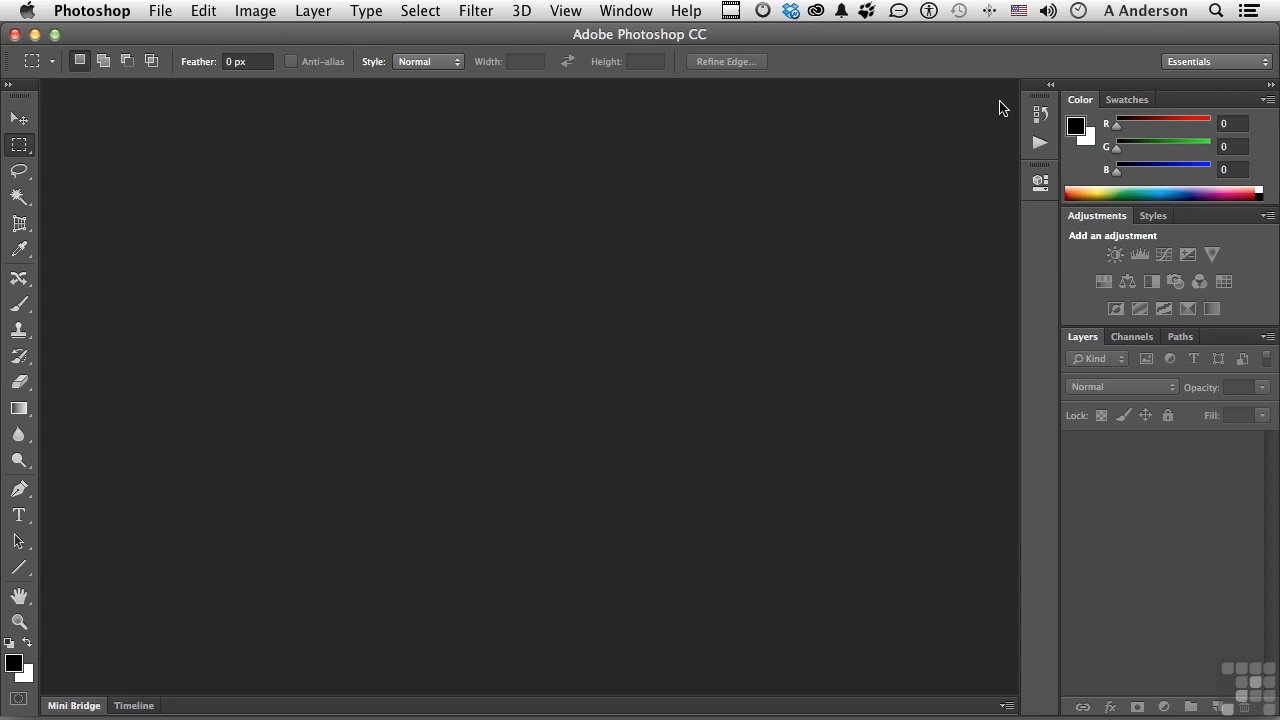 Photoshop File Edit Image Layer Type Select Filter 3D View Window Help A Anderson
Adobe Photoshop CC
Feather: 0 px Anti-alias Style: Normal Width: Height: Refine Edge... Essentials
Color Swatches
R 0
G 0
B 0
Adjustments Styles
Add an adjustment
Layers Channels Paths
Kind
Normal Opacity:
Lock: Fill:
Mini Bridge Timeline